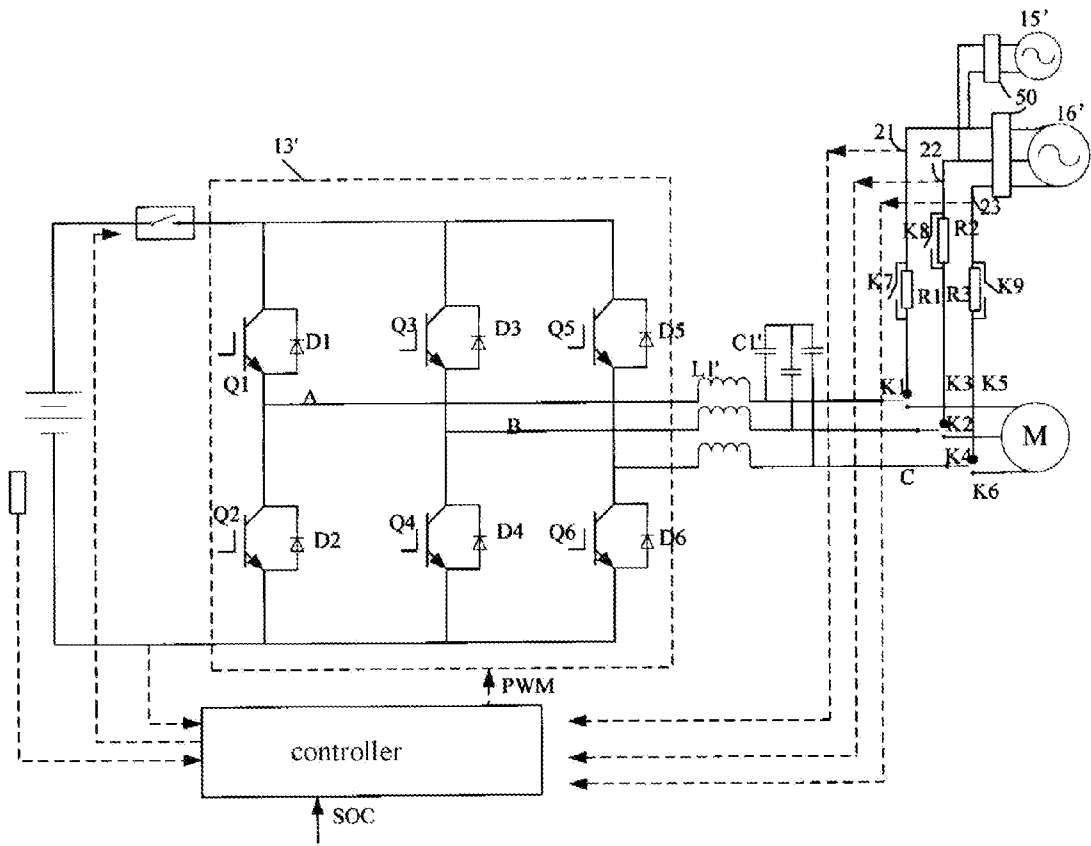 15'
50
16'
21
13'
22
23
K8
R2
K7
R1
R3
K9
Q1
D1
Q3
D3
Q5
D5
C1'
L1'
A
K1
K3
K5
B
K2
M
K4
C
K6
Q2
D2
Q4
D4
Q6
D6
PWM
controller
SOC